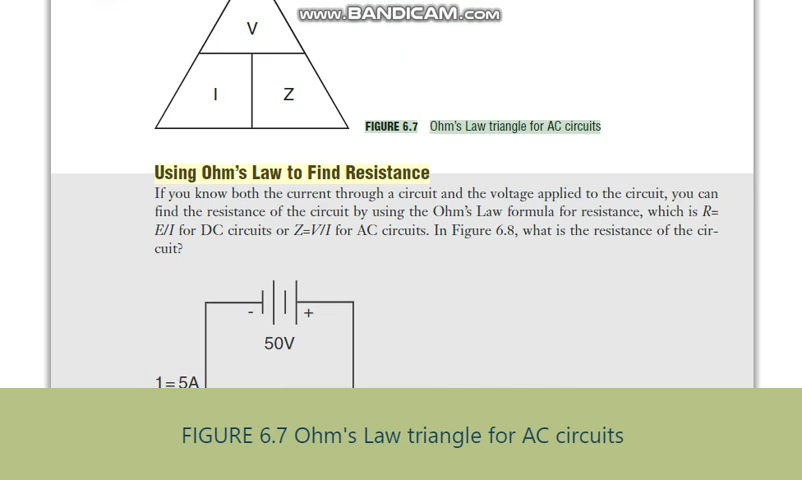 www.BANDICAM.com
V
I Z
FIGURE 6.7 Ohm's Law triangle for AC circuits
Using Ohm's Law to Find Resistance
If you know both the current through a circuit and the voltage applied to the circuit, you can
find the resistance of the circuit by using the Ohm's Law formula for resistance, which is R=
E/I for DC circuits or Z=V/I for AC circuits. In Figure 6.8, what is the resistance of the cir-
cuit?
- +
50V
1=5A
FIGURE 6.7 Ohm's Law triangle for AC circuits